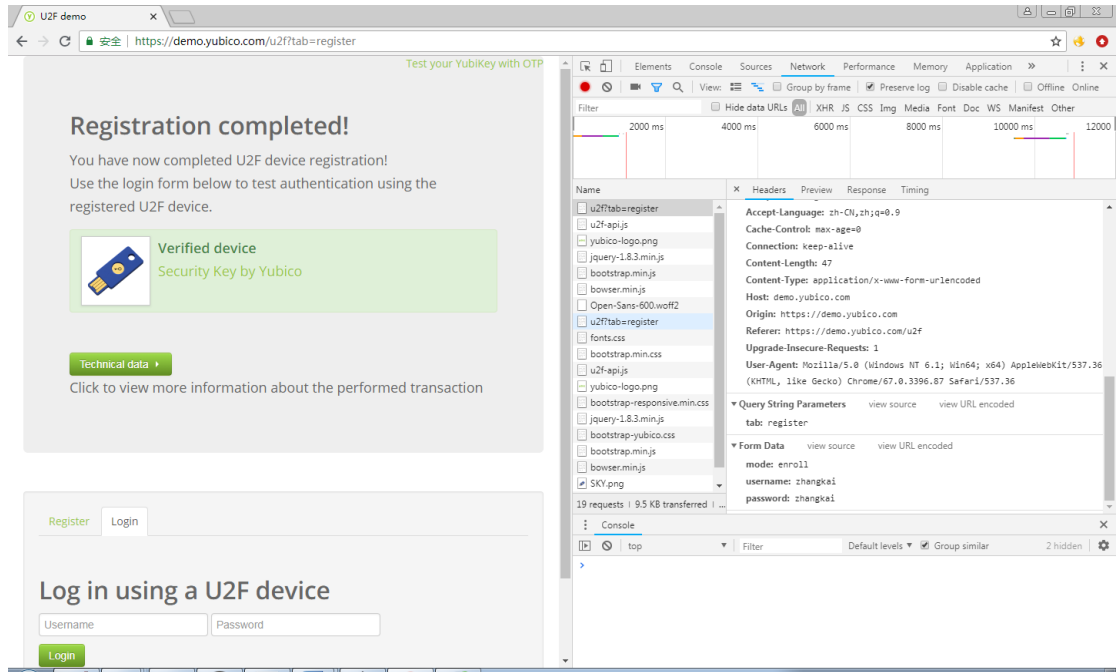 U2F demo
安全 | https://demo.yubico.com/u2f?tab=register
Test your YubiKey with OTP
Registration completed!
You have now completed U2F device registration!
Use the login form below to test authentication using the
registered U2F device.
Verified device
Security Key by Yubico
Technical data
Click to view more information about the performed transaction
Register Login
Log in using a U2F device
Username Password
Login
Elements Console Sources Network Performance Memory Application »
View: Group by frame Preserve log Disable cache Offline Online
Filter Hide data URLs All XHR JS CSS Img Media Font Doc WS Manifest Other
2000 ms 4000 ms 6000 ms 8000 ms 10000 ms 12000
Name
u2f?tab=register
u2f-api.js
yubico-logo.png
jquery-1.8.3.min.js
bootstrap.min.js
bowser.min.js
Open-Sans-600.woff2
u2f?tab=register
fonts.css
bootstrap.min.css
u2f-api.js
yubico-logo.png
bootstrap-responsive.min.css
jquery-1.8.3.min.js
bootstrap-yubico.css
bootstrap.min.js
bowser.min.js
SKY.png
19 requests | 9.5 KB transferred | ...
× Headers Preview Response Timing
Accept-Language: zh-CN,zh;q=0.9
Cache-Control: max-age=0
Connection: keep-alive
Content-Length: 47
Content-Type: application/x-www-form-urlencoded
Host: demo.yubico.com
Origin: https://demo.yubico.com
Referer: https://demo.yubico.com/u2f
Upgrade-Insecure-Requests: 1
User-Agent: Mozilla/5.0 (Windows NT 6.1; Win64; x64) AppleWebKit/537.36
(KHTML, like Gecko) Chrome/67.0.3396.87 Safari/537.36
Query String Parameters view source view URL encoded
tab: register
Form Data view source view URL encoded
mode: enroll
username: zhangkai
password: zhangkai
Console
top Filter Default levels Group similar 2 hidden